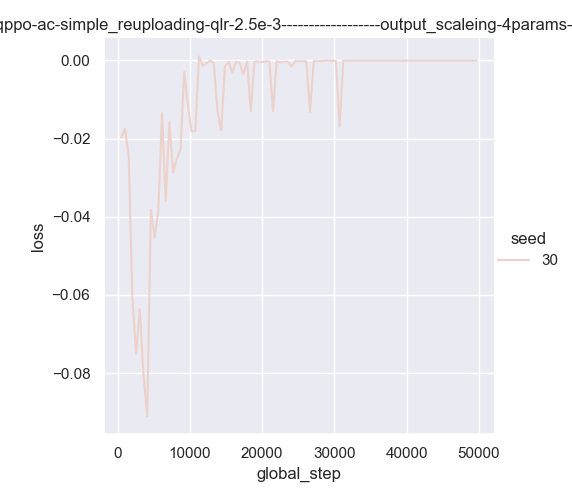 qppo-ac-simple_reuploading-qlr-2.5e-3------------------output_scaleing-4params-
0.00
−0.02
−0.04
−0.06
−0.08
loss
0 10000 20000 30000 40000 50000
global_step
seed
30